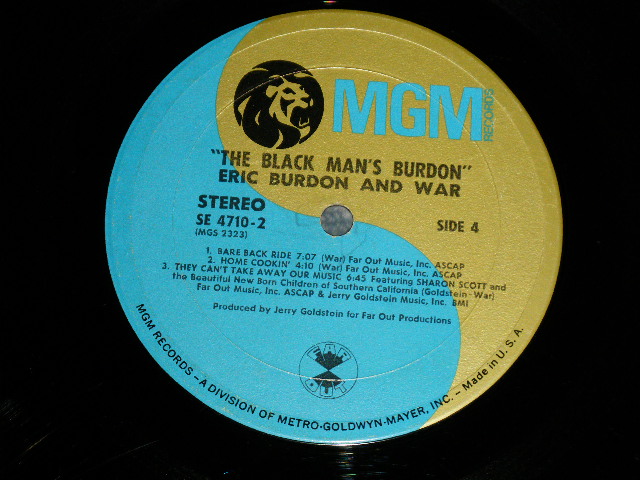 MGM
RECORDS
"THE BLACK MAN'S BURDON"
ERIC BURDON AND WAR
STEREO
SE 4710-2
(MGS 2323)
SIDE 4
1. BARE BACK RIDE 7:07 (War) Far Out Music, Inc. ASCAP
2. HOME COOKIN' 4:10 (War) Far Out Music, Inc. ASCAP
3. THEY CAN'T TAKE AWAY OUR MUSIC 6:45 Featuring SHARON SCOTT and
the Beautiful New Born Children of Southern California (Goldstein-War)
Far Out Music, Inc. ASCAP & Jerry Goldstein Music, Inc. BMI
Produced by Jerry Goldstein for Far Out Productions
FAR
OUT
MGM RECORDS — A DIVISION OF METRO-GOLDWYN-MAYER, INC. — Made in U. S. A.